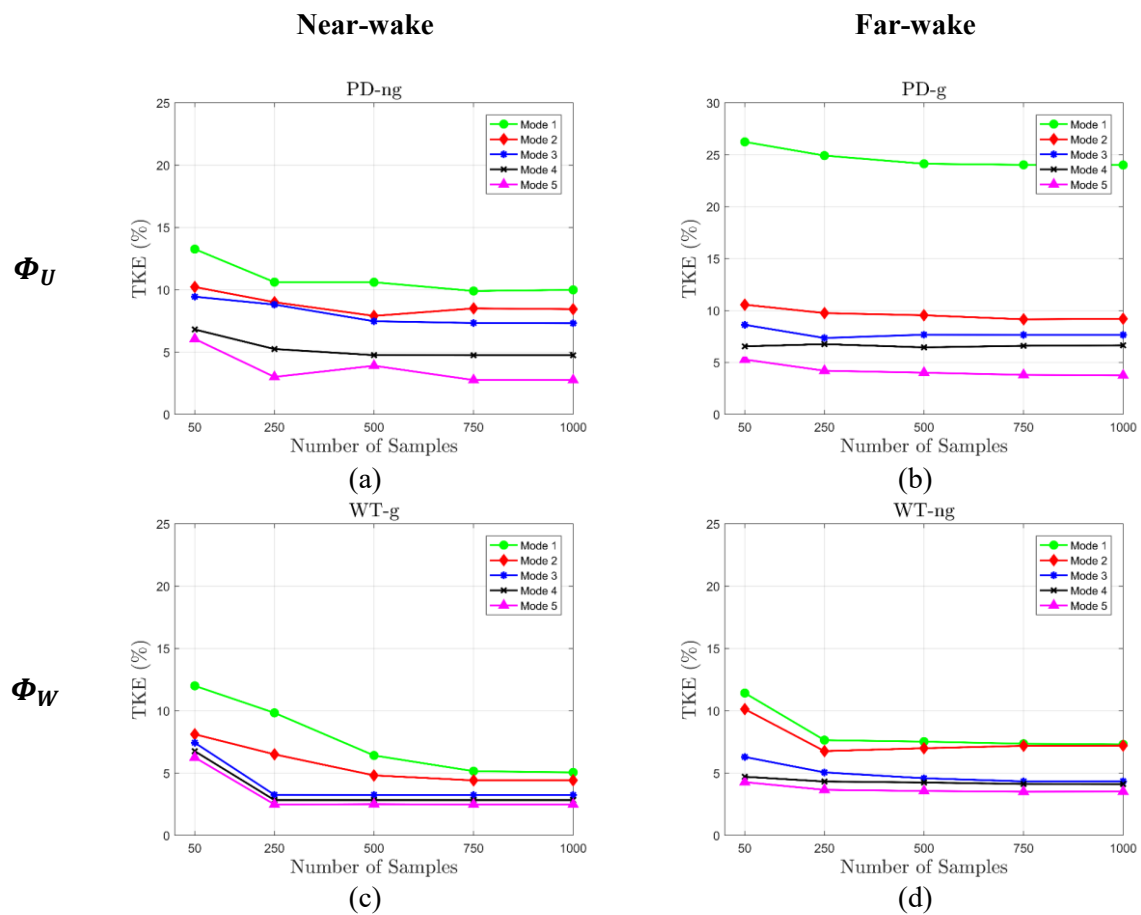 Near-wake
Far-wake
Φ_U
PD-ng
25
20
15
10
5
0
TKE (%)
Mode 1
Mode 2
Mode 3
Mode 4
Mode 5
50 250 500 750 1000
Number of Samples
(a)
PD-g
30
25
20
15
10
5
0
TKE (%)
Mode 1
Mode 2
Mode 3
Mode 4
Mode 5
50 250 500 750 1000
Number of Samples
(b)
Φ_W
WT-g
25
20
15
10
5
0
TKE (%)
Mode 1
Mode 2
Mode 3
Mode 4
Mode 5
50 250 500 750 1000
Number of Samples
(c)
WT-ng
25
20
15
10
5
0
TKE (%)
Mode 1
Mode 2
Mode 3
Mode 4
Mode 5
50 250 500 750 1000
Number of Samples
(d)